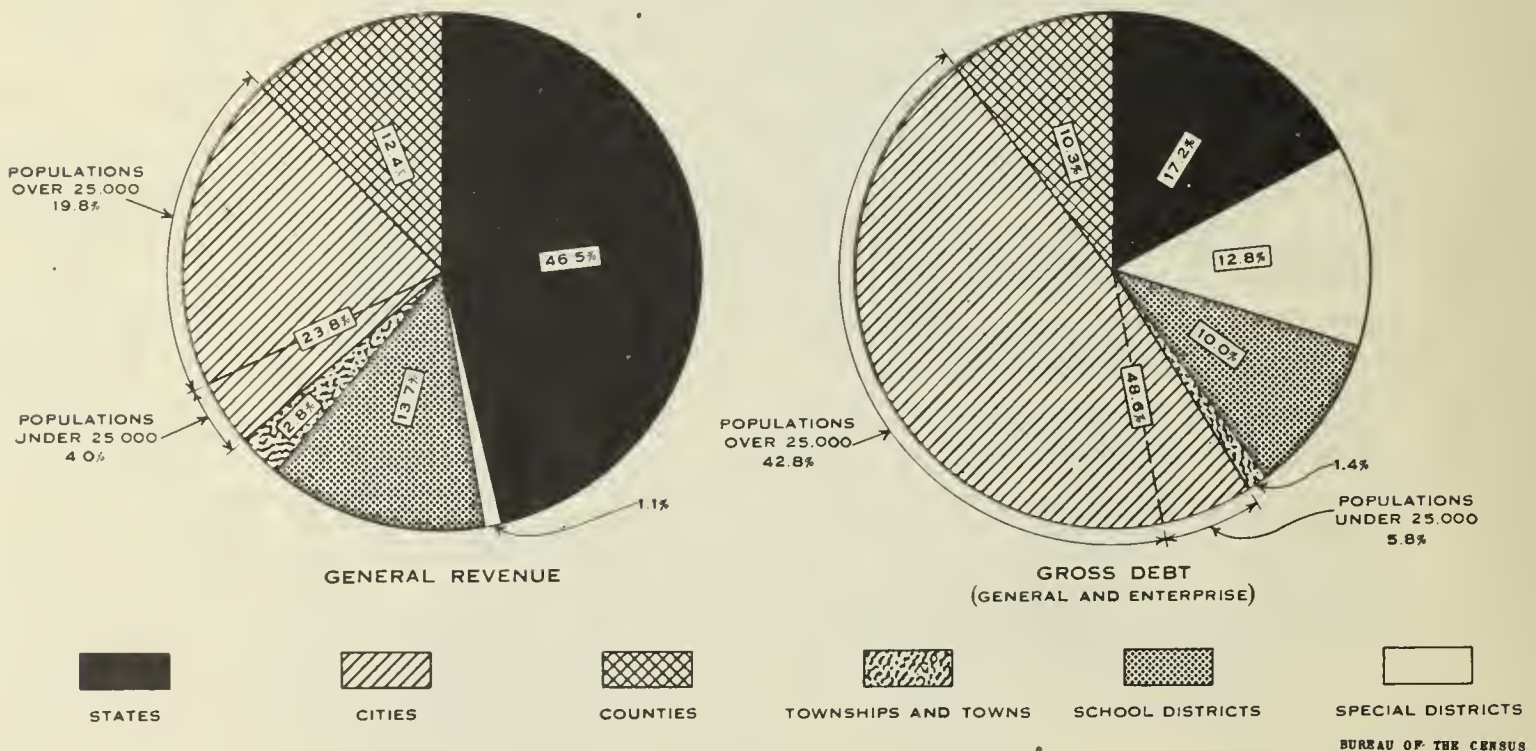 POPULATIONS
OVER 25.000
19.8%
12.4%
46 5%
23.8%
2.8%
13.7%
POPULATIONS
UNDER 25 000
4 0%
1.1%
GENERAL REVENUE
10.3%
17.2%
12.8%
10.0%
48.6%
POPULATIONS
OVER 25.000
42.8%
1.4%
POPULATIONS
UNDER 25.000
5.8%
GROSS DEBT
(GENERAL AND ENTERPRISE)
STATES
CITIES
COUNTIES
TOWNSHIPS AND TOWNS
SCHOOL DISTRICTS
SPECIAL DISTRICTS
BUREAU OF THE CENSUS